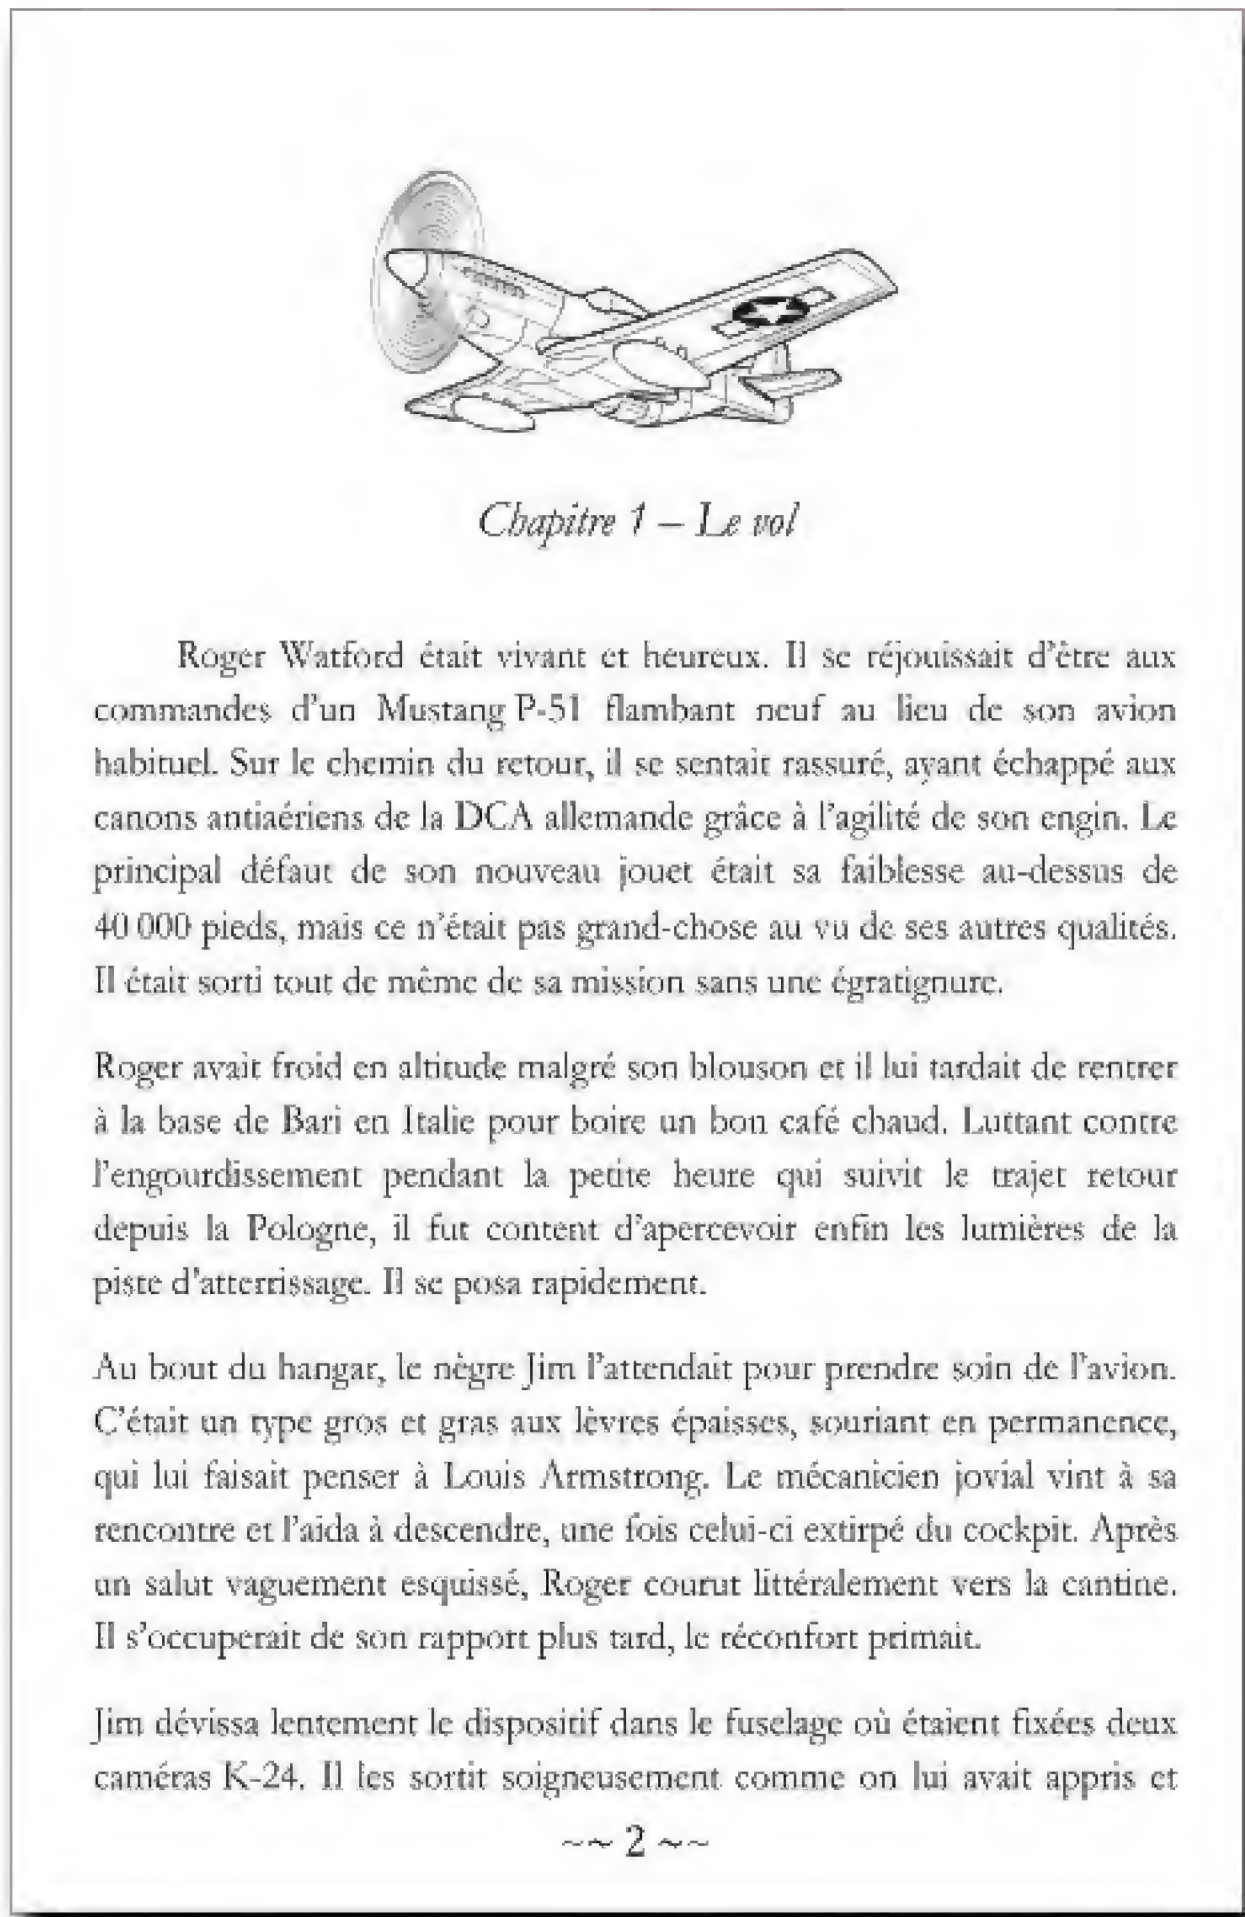 Chapitre 1 – Le vol
Roger Watford était vivant et heureux. Il se réjouissait d'être aux
commandes d'un Mustang P-51 flambant neuf au lieu de son avion
habituel. Sur le chemin du retour, il se sentait rassuré, ayant échappé aux
canons antiaériens de la DCA allemande grâce à l'agilité de son engin. Le
principal défaut de son nouveau jouet était sa faiblesse au-dessus de
40 000 pieds, mais ce n'était pas grand-chose au vu de ses autres qualités.
Il était sorti tout de même de sa mission sans une égratignure.
Roger avait froid en altitude malgré son blouson et il lui tardait de rentrer
à la base de Bari en Italie pour boire un bon café chaud. Luttant contre
l'engourdissement pendant la petite heure qui suivit le trajet retour
depuis la Pologne, il fut content d'apercevoir enfin les lumières de la
piste d'atterrissage. Il se posa rapidement.
Au bout du hangar, le nègre Jim l'attendait pour prendre soin de l'avion.
C'était un type gros et gras aux lèvres épaisses, souriant en permanence,
qui lui faisait penser à Louis Armstrong. Le mécanicien jovial vint à sa
rencontre et l'aida à descendre, une fois celui-ci extirpé du cockpit. Après
un salut vaguement esquissé, Roger courut littéralement vers la cantine.
Il s'occuperait de son rapport plus tard, le réconfort primait.
Jim dévissa lentement le dispositif dans le fuselage où étaient fixées deux
caméras K-24. Il les sortit soigneusement comme on lui avait appris et
~~ 2 ~~